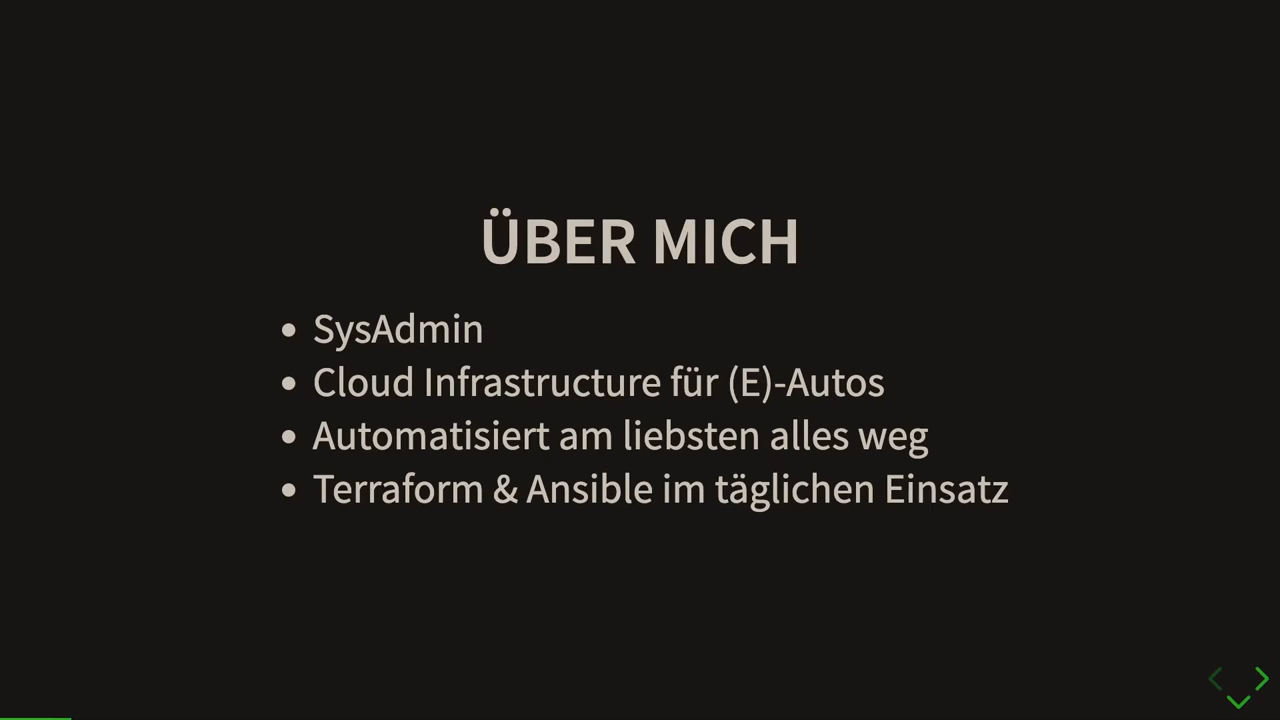 ÜBER MICH
• SysAdmin
• Cloud Infrastructure für (E)-Autos
• Automatisiert am liebsten alles weg
• Terraform & Ansible im täglichen Einsatz